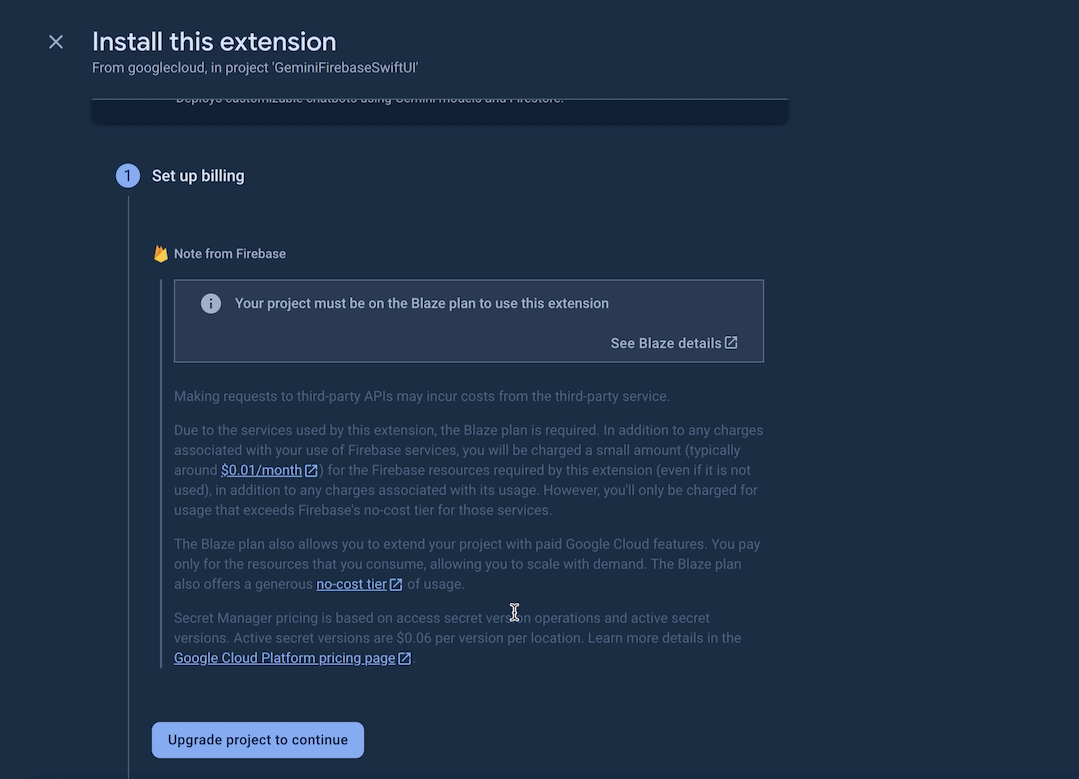 Install this extension
From googlecloud, in project 'GeminiFirebaseSwiftUI'
Deploys customizable chatbots using Gemini models and Firestore.
1 Set up billing
Note from Firebase
Your project must be on the Blaze plan to use this extension
See Blaze details
Making requests to third-party APIs may incur costs from the third-party service.
Due to the services used by this extension, the Blaze plan is required. In addition to any charges
associated with your use of Firebase services, you will be charged a small amount (typically
around $0.01/month ) for the Firebase resources required by this extension (even if it is not
used), in addition to any charges associated with its usage. However, you'll only be charged for
usage that exceeds Firebase's no-cost tier for those services.
The Blaze plan also allows you to extend your project with paid Google Cloud features. You pay
only for the resources that you consume, allowing you to scale with demand. The Blaze plan
also offers a generous no-cost tier of usage.
Secret Manager pricing is based on access secret version operations and active secret
versions. Active secret versions are $0.06 per version per location. Learn more details in the
Google Cloud Platform pricing page .
Upgrade project to continue